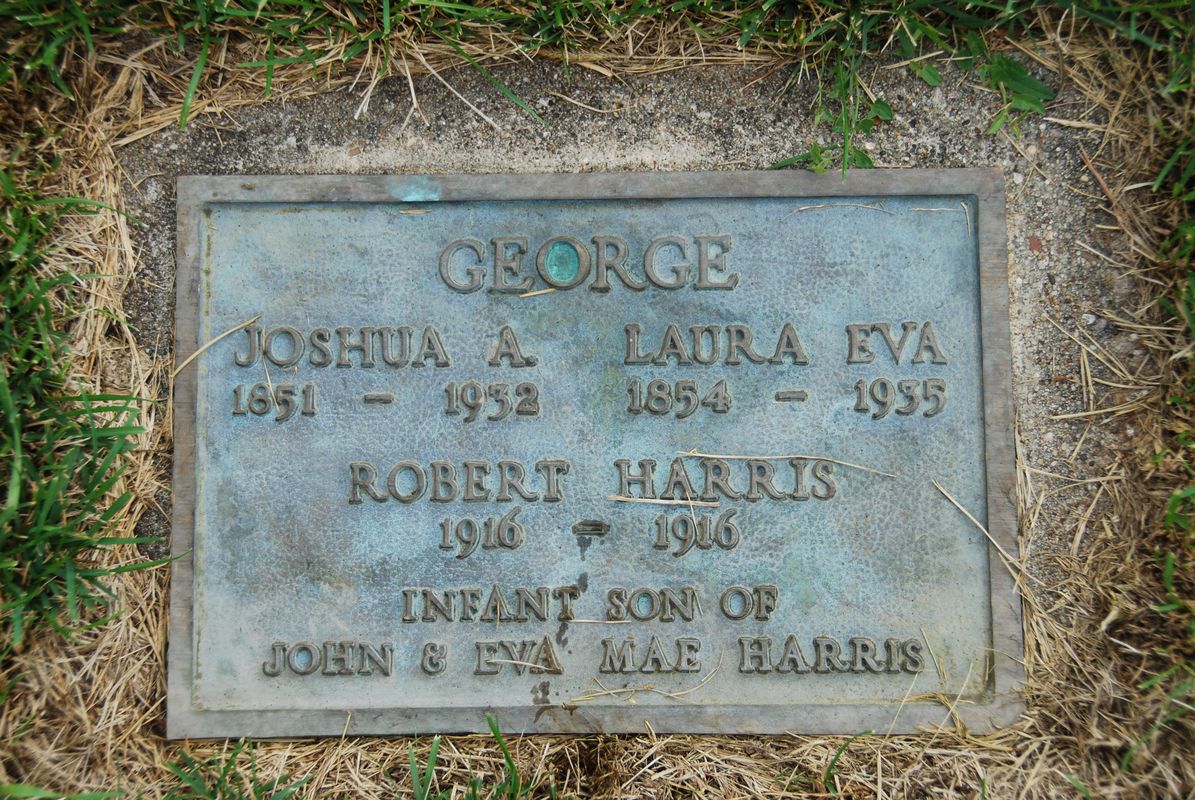 GEORGE
JOSHUA A. LAURA EVA
1851 - 1932 1854 - 1935
ROBERT HARRIS
1916 - 1916
INFANT SON OF
JOHN & EVA MAE HARRIS